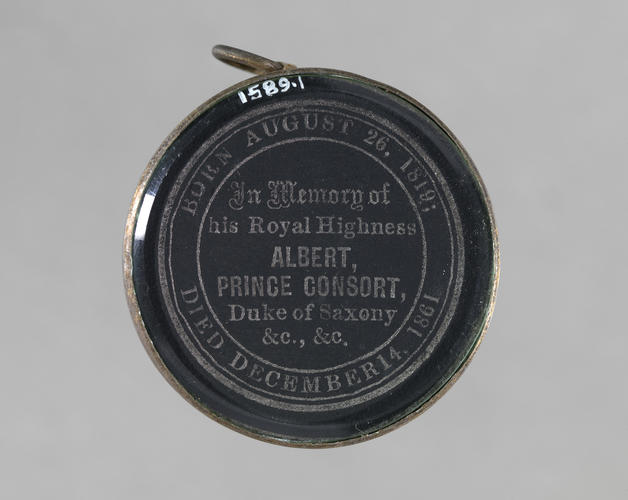 1589.1
BORN AUGUST 26, 1819;
In Memory of
his Royal Highness
ALBERT,
PRINCE CONSORT,
Duke of Saxony
&c., &c.
DIED DECEMBER 14, 1861